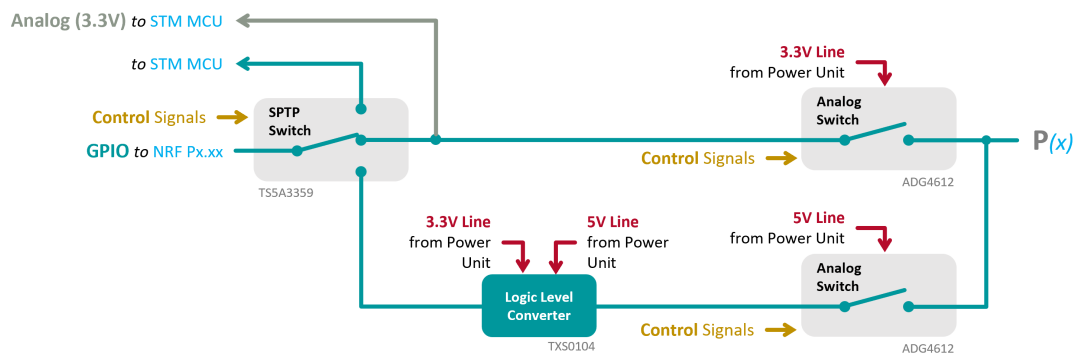 Analog (3.3V) to STM MCU
to STM MCU
Control Signals
GPIO to NRF Px.xx
SPTP
Switch
TS5A3359
3.3V Line
from Power Unit
Analog
Switch
Control Signals
ADG4612
P(x)
3.3V Line
from Power
Unit
5V Line
from Power
Unit
Logic Level
Converter
TXS0104
5V Line
from Power Unit
Analog
Switch
Control Signals
ADG4612